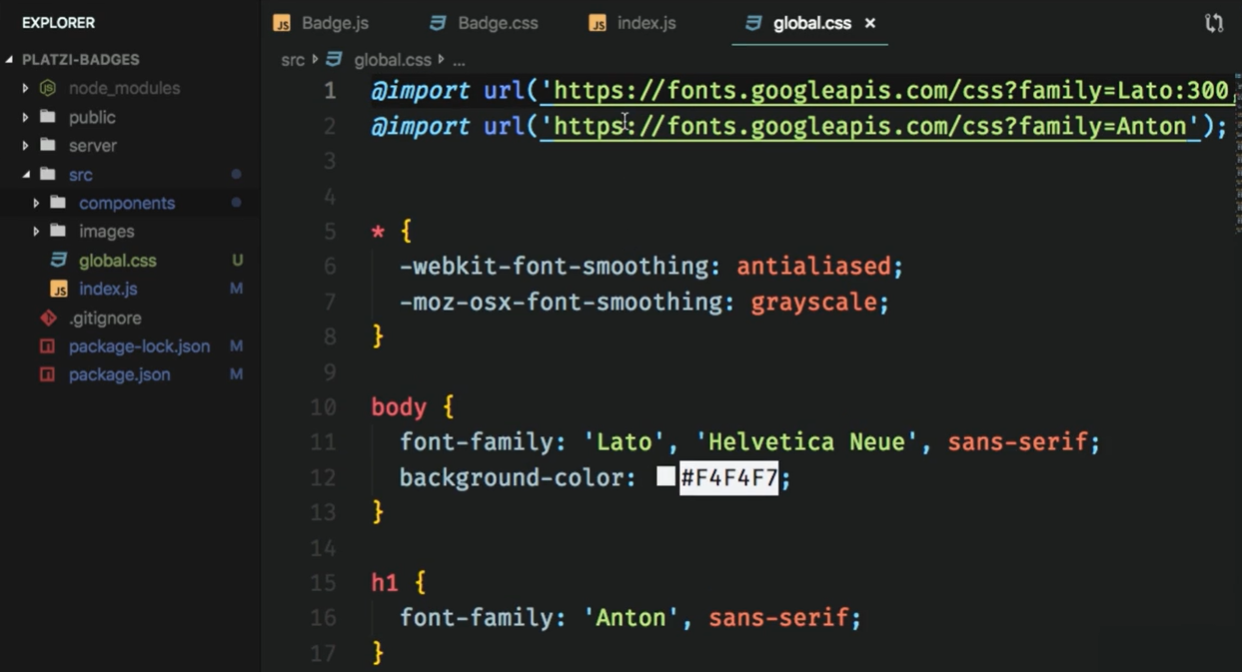 EXPLORER
PLATZI-BADGES
node_modules
public
server
src
components
images
global.css U
index.js M
.gitignore
package-lock.json M
package.json M
Badge.js Badge.css index.js global.css ×
src global.css ...
1 @import url('https://fonts.googleapis.com/css?family=Lato:300,
2 @import url('https://fonts.googleapis.com/css?family=Anton');
3
4
5 * {
6 -webkit-font-smoothing: antialiased;
7 -moz-osx-font-smoothing: grayscale;
8 }
9
10 body {
11 font-family: 'Lato', 'Helvetica Neue', sans-serif;
12 background-color: #F4F4F7;
13 }
14
15 h1 {
16 font-family: 'Anton', sans-serif;
17 }